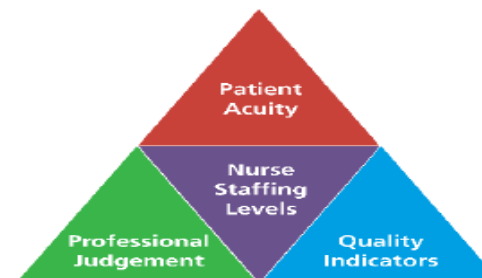 Patient
Acuity
Nurse
Staffing
Levels
Professional
Judgement
Quality
Indicators